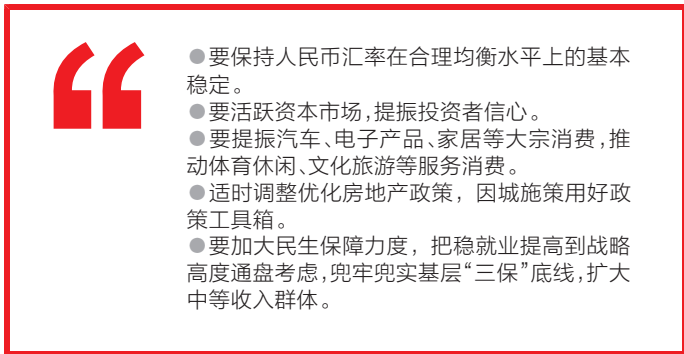 ●要保持人民币汇率在合理均衡水平上的基本
稳定。
●要活跃资本市场,提振投资者信心。
●要提振汽车、电子产品、家居等大宗消费,推
动体育休闲、文化旅游等服务消费。
●适时调整优化房地产政策，因城施策用好政
策工具箱。
●要加大民生保障力度，把稳就业提高到战略
高度通盘考虑,兜牢兜实基层“三保”底线,扩大
中等收入群体。